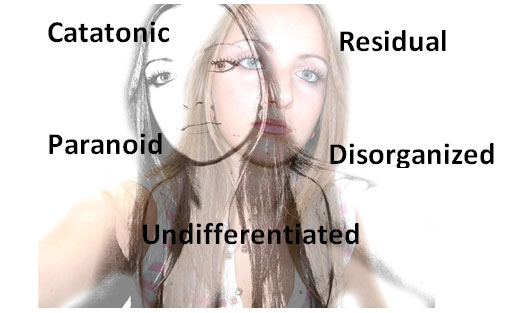 Catatonic
Residual
Paranoid
Disorganized
Undifferentiated